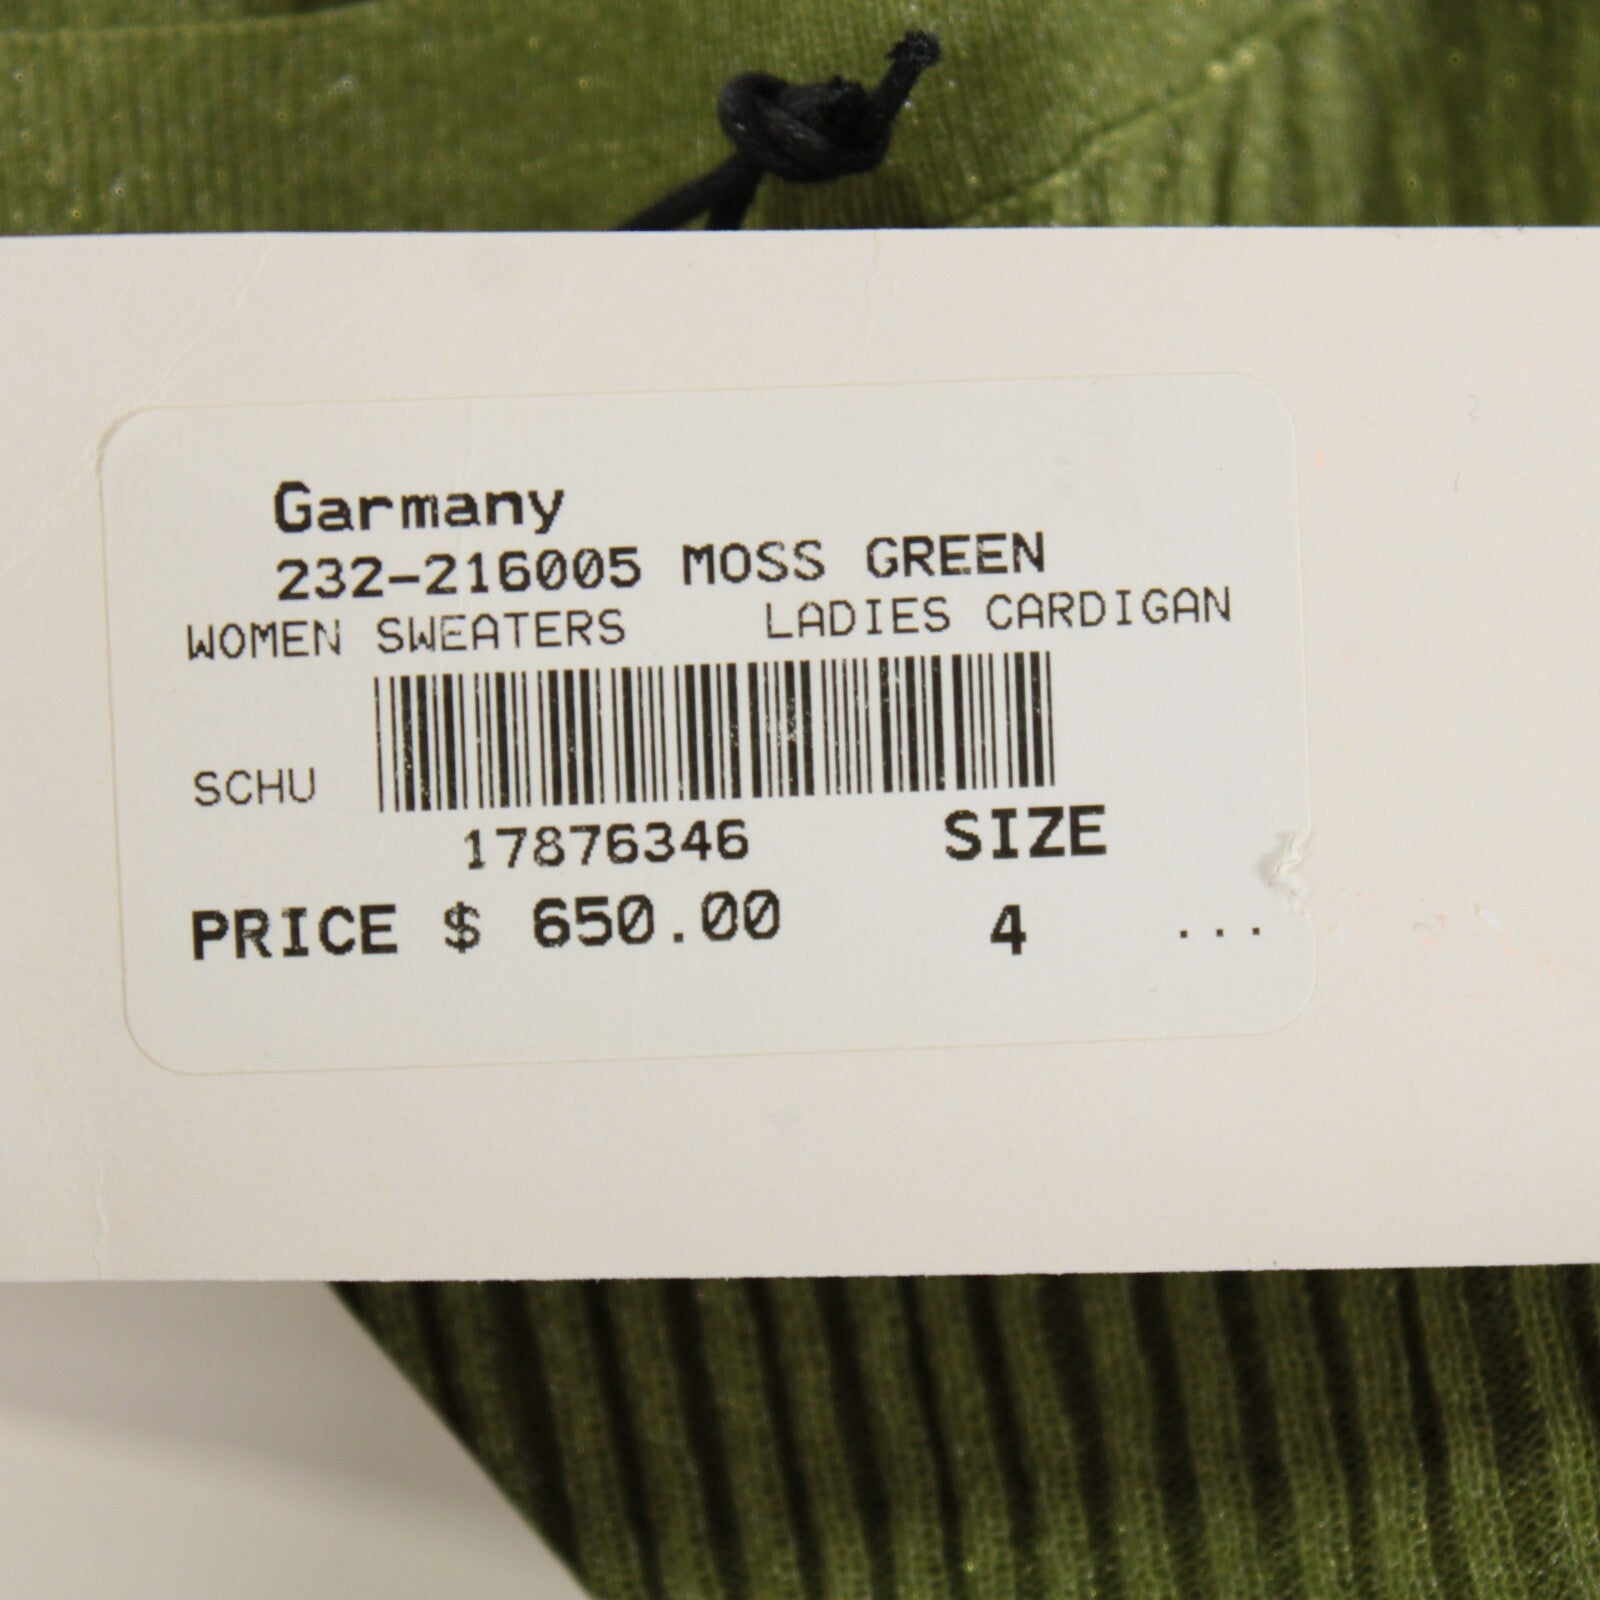 Garmany
232-216005 MOSS GREEN
WOMEN SWEATERS LADIES CARDIGAN
SCHU
17876346 SIZE
PRICE $ 650.00 4 ...